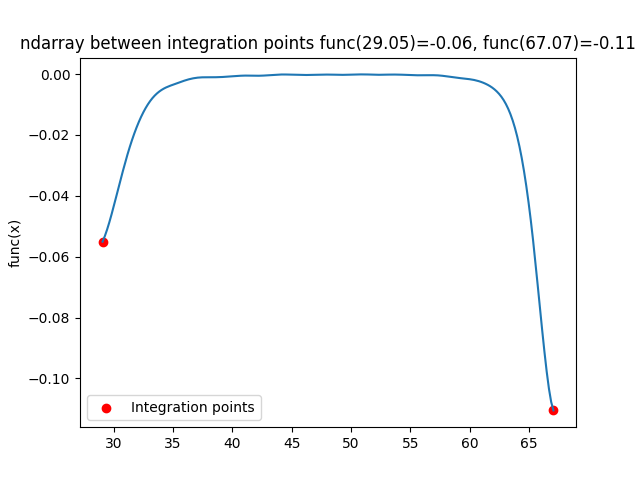 ndarray between integration points func(29.05)=-0.06, func(67.07)=-0.11
0.00
−0.02
−0.04
−0.06
−0.08
−0.10
func(x)
Integration points
30 35 40 45 50 55 60 65